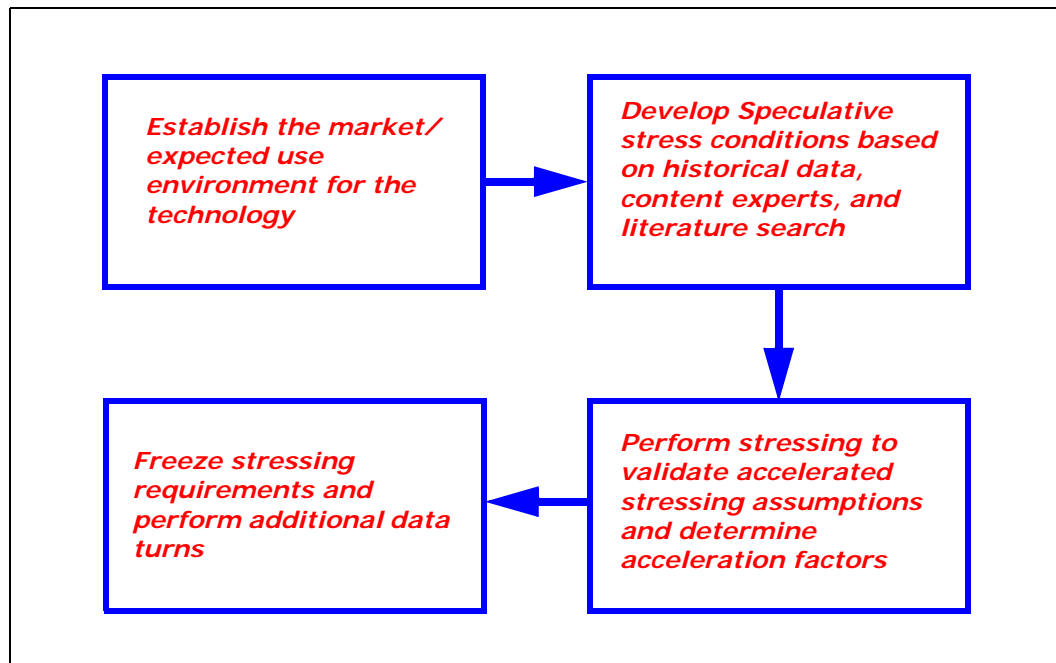 Establish the market/
expected use
environment for the
technology
Develop Speculative
stress conditions based
on historical data,
content experts, and
literature search
Perform stressing to
validate accelerated
stressing assumptions
and determine
acceleration factors
Freeze stressing
requirements and
perform additional data
turns